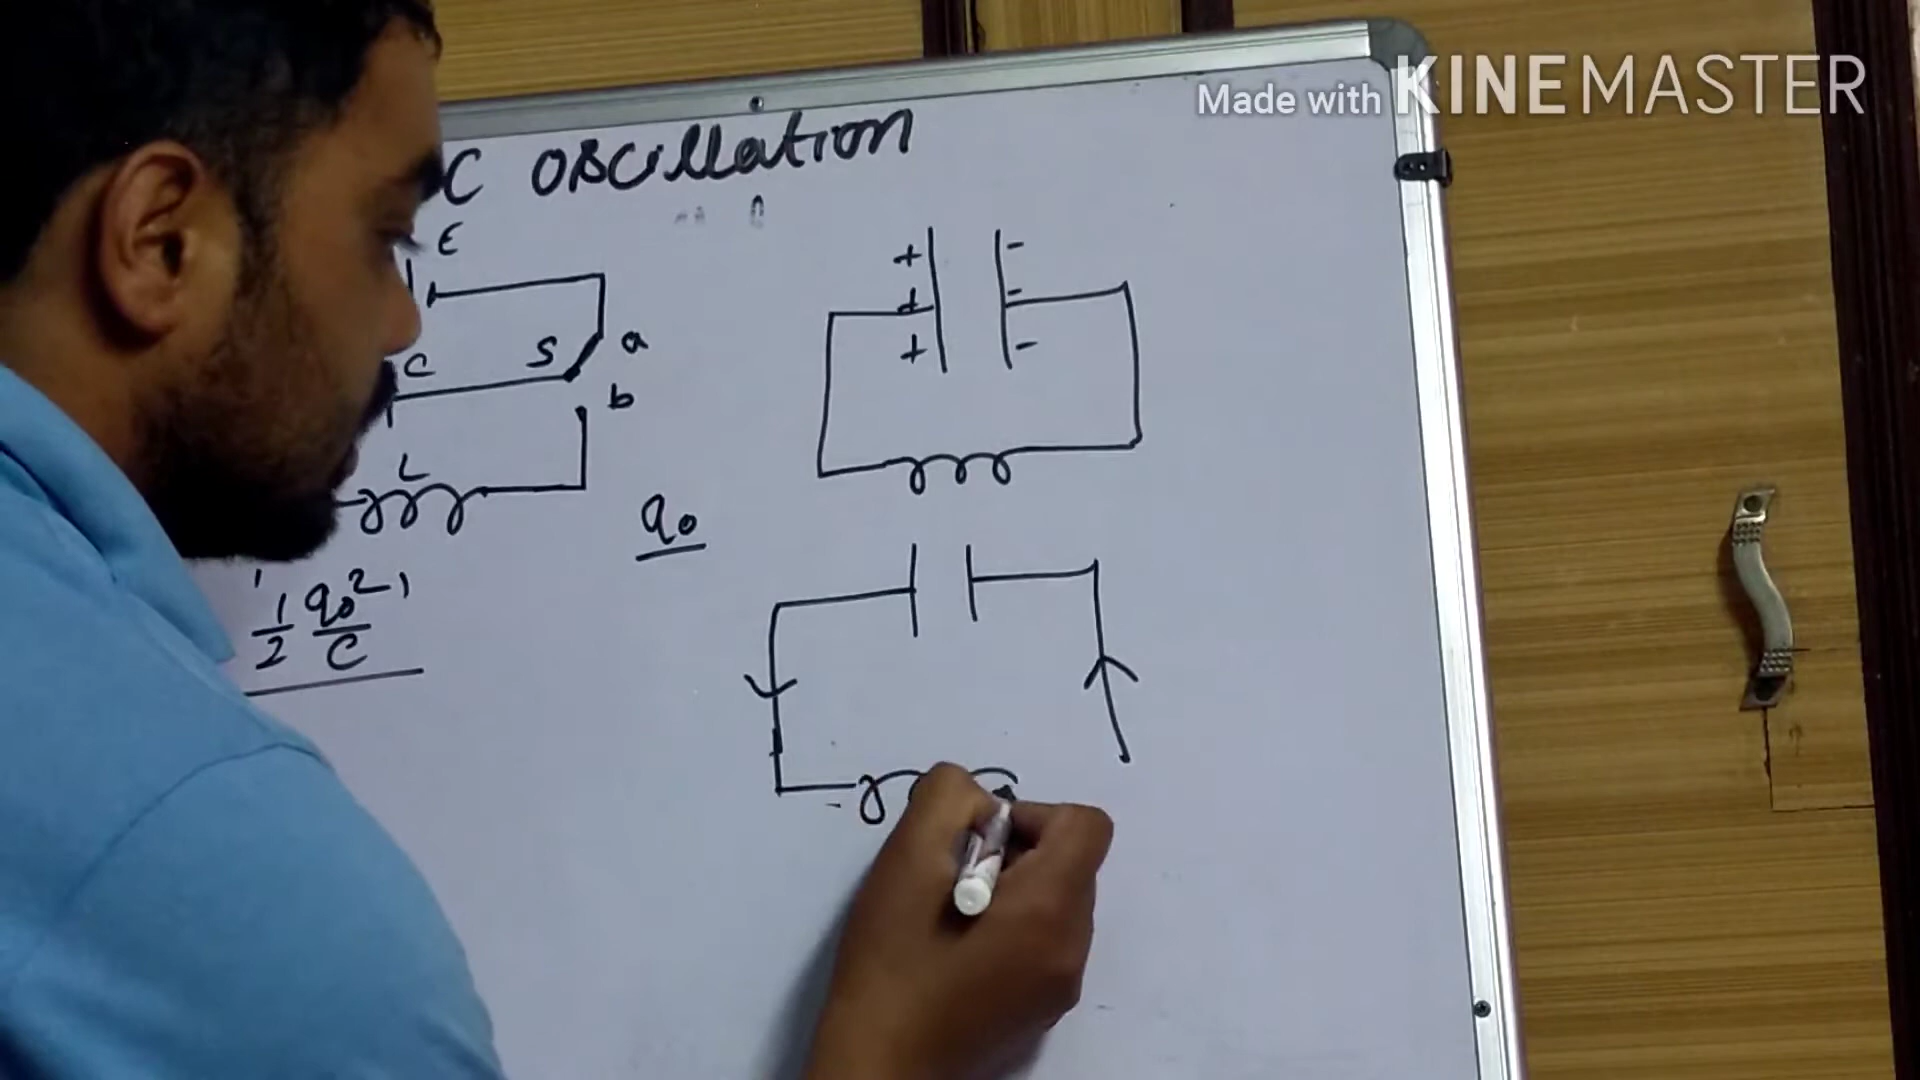 Made with KINEMASTER
C OSCillation
E
a
S
C
b
L
q₀
1/2 q₀²/C
+ -
+ -
+ -